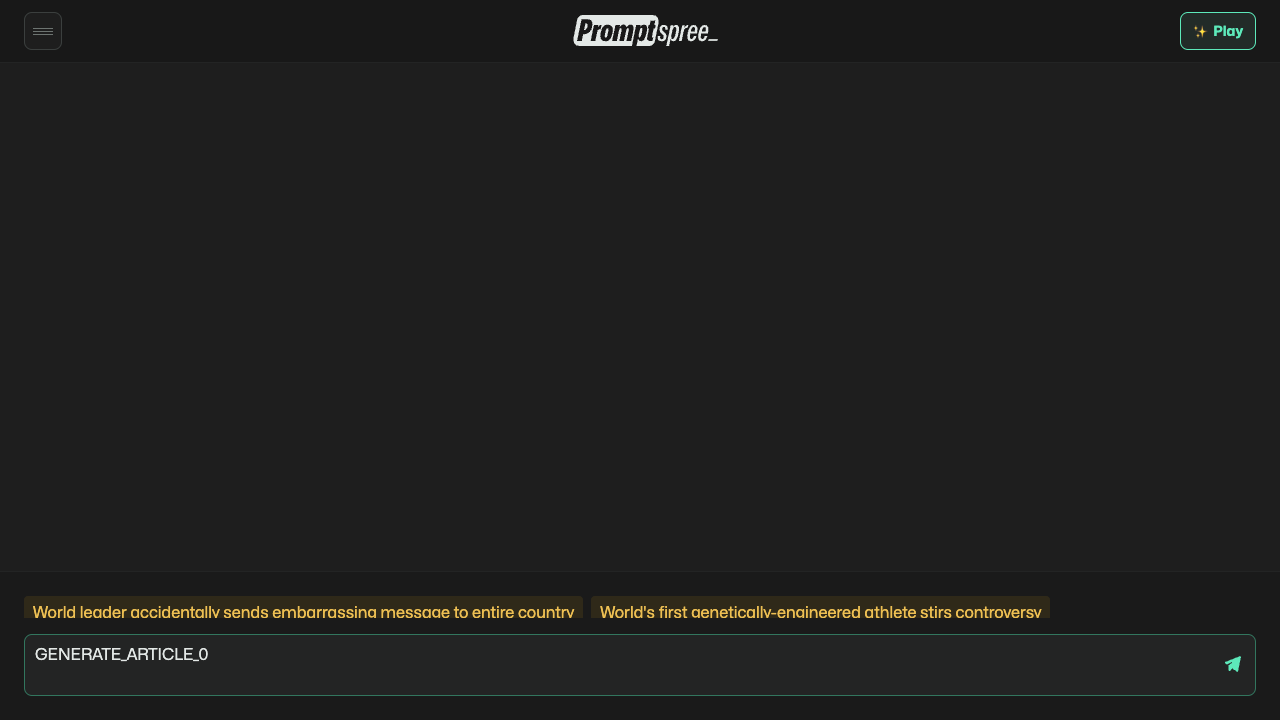 Promptspree_
✨ Play
World leader accidentally sends embarrassing message to entire country
World's first genetically-engineered athlete stirs controversy
GENERATE_ARTICLE_0